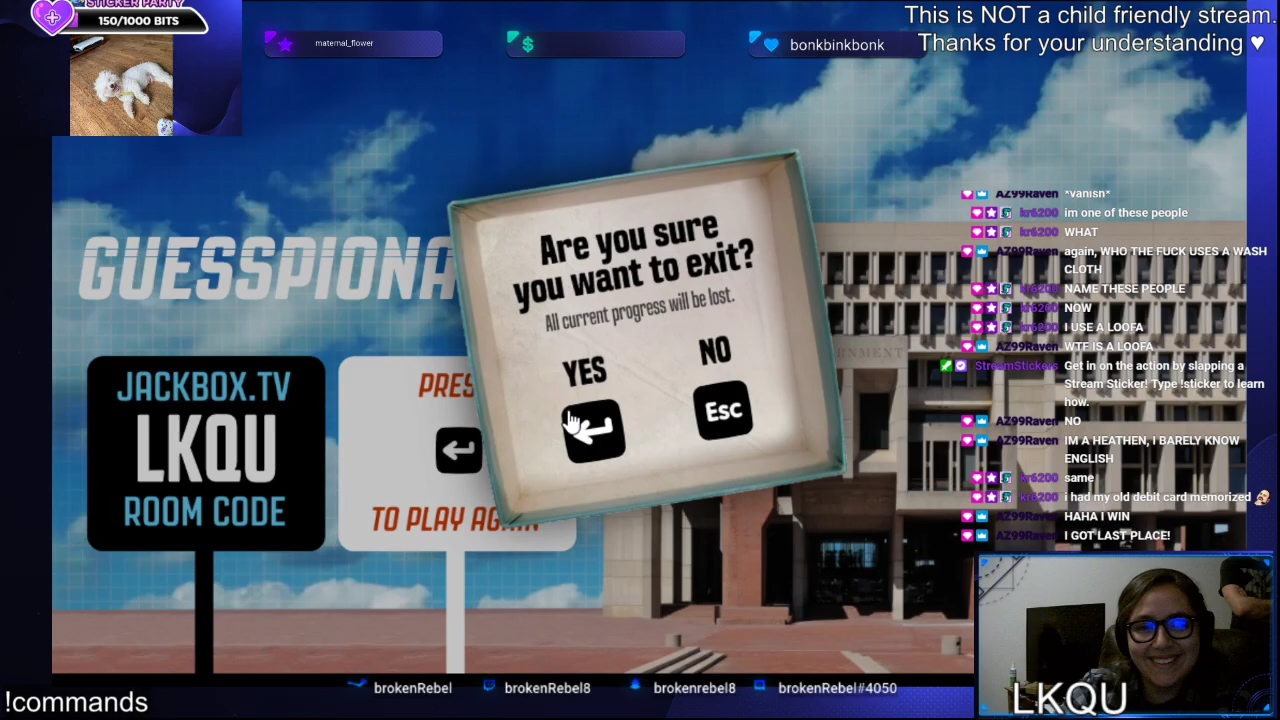 STICKER PARTY
150/1000 BITS
maternal_flower
$
bonkbinkbonk
This is NOT a child friendly stream.
Thanks for your understanding ♥
GUESSPIONA
JACKBOX.TV
LKQU
ROOM CODE
PRES
TO PLAY AGAIN
Are you sure
you want to exit?
All current progress will be lost.
YES
NO
Esc
AZ99Raven *vanish*
kr6200 im one of these people
kr6200 WHAT
AZ99Raven again, WHO THE FUCK USES A WASH
CLOTH
kr6200 NAME THESE PEOPLE
kr6200 NOW
kr6200 I USE A LOOFA
AZ99Raven WTF IS A LOOFA
StreamStickers Get in on the action by slapping a
Stream Sticker! Type !sticker to learn
how.
AZ99Raven NO
AZ99Raven IM A HEATHEN, I BARELY KNOW
ENGLISH
kr6200 same
kr6200 i had my old debit card memorized
AZ99Raven HAHA I WIN
AZ99Raven I GOT LAST PLACE!
!commands
brokenRebel
brokenRebel8
brokenrebel8
brokenRebel#4050
LKQU